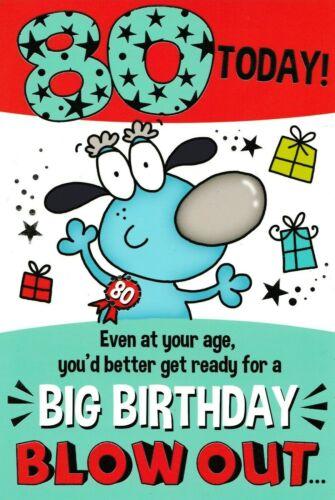 80 TODAY!
80
Even at your age,
you'd better get ready for a
BIG BIRTHDAY
BLOW OUT...